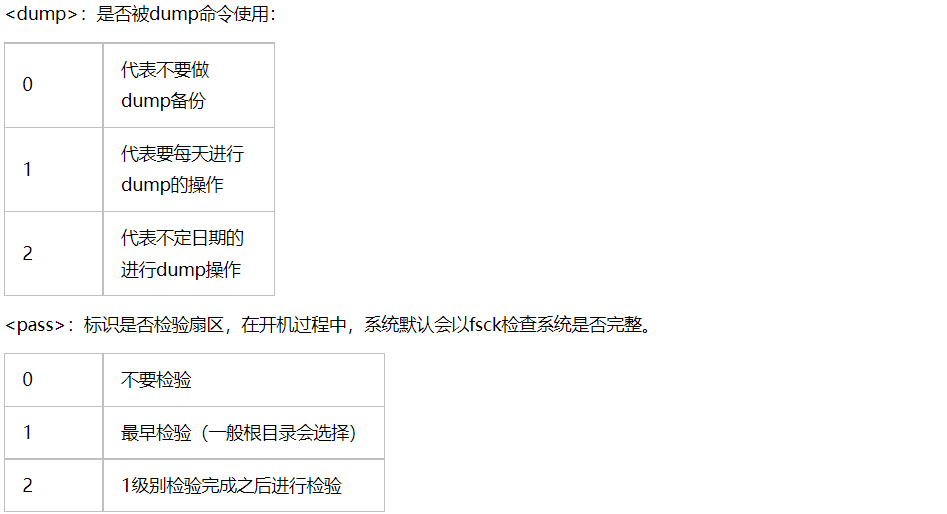 <dump>：是否被dump命令使用：
0
代表不要做
dump备份
1
代表要每天进行
dump的操作
2
代表不定日期的
进行dump操作
<pass>：标识是否检验扇区，在开机过程中，系统默认会以fsck检查系统是否完整。
0
不要检验
1
最早检验（一般根目录会选择）
2
1级别检验完成之后进行检验